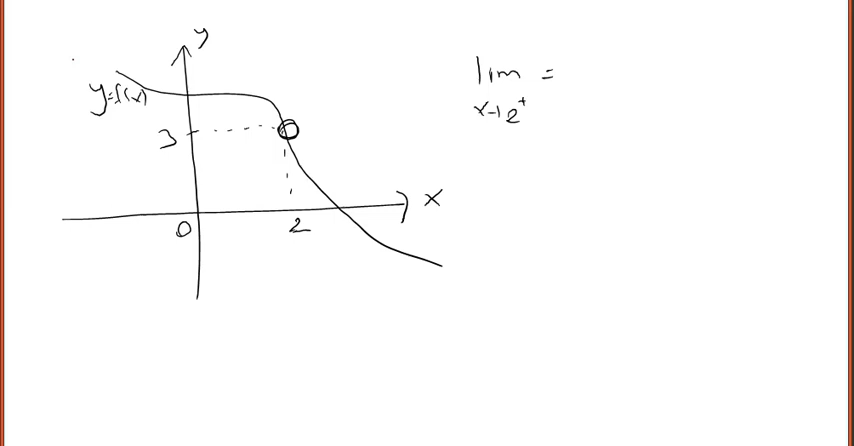 y
y=f(x)
3
0
2
x
lim =
x→2⁺